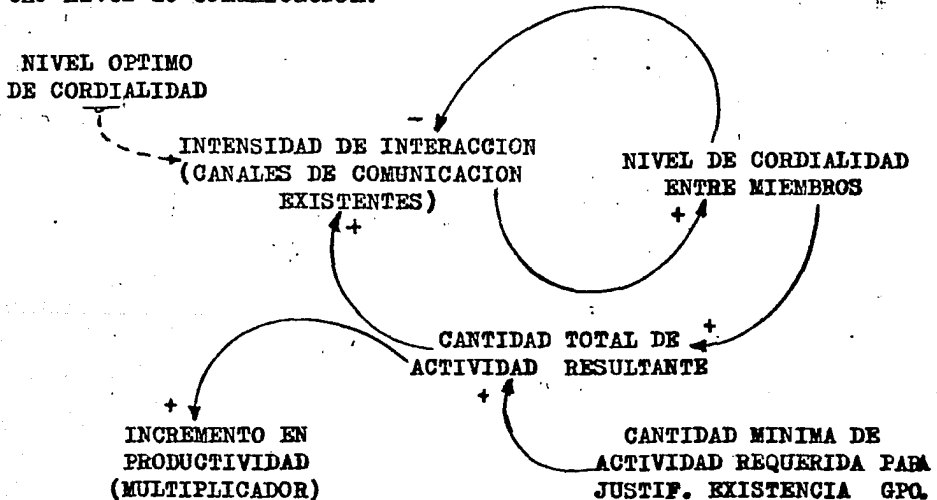 NIVEL OPTIMO
DE CORDIALIDAD
-
INTENSIDAD DE INTERACCION
(CANALES DE COMUNICACION
EXISTENTES)
+
NIVEL DE CORDIALIDAD
ENTRE MIEMBROS
+
CANTIDAD TOTAL DE +
ACTIVIDAD RESULTANTE
+
+
INCREMENTO EN
PRODUCTIVIDAD
(MULTIPLICADOR)
CANTIDAD MINIMA DE
ACTIVIDAD REQUERIDA PARA
JUSTIF. EXISTENCIA GPO.